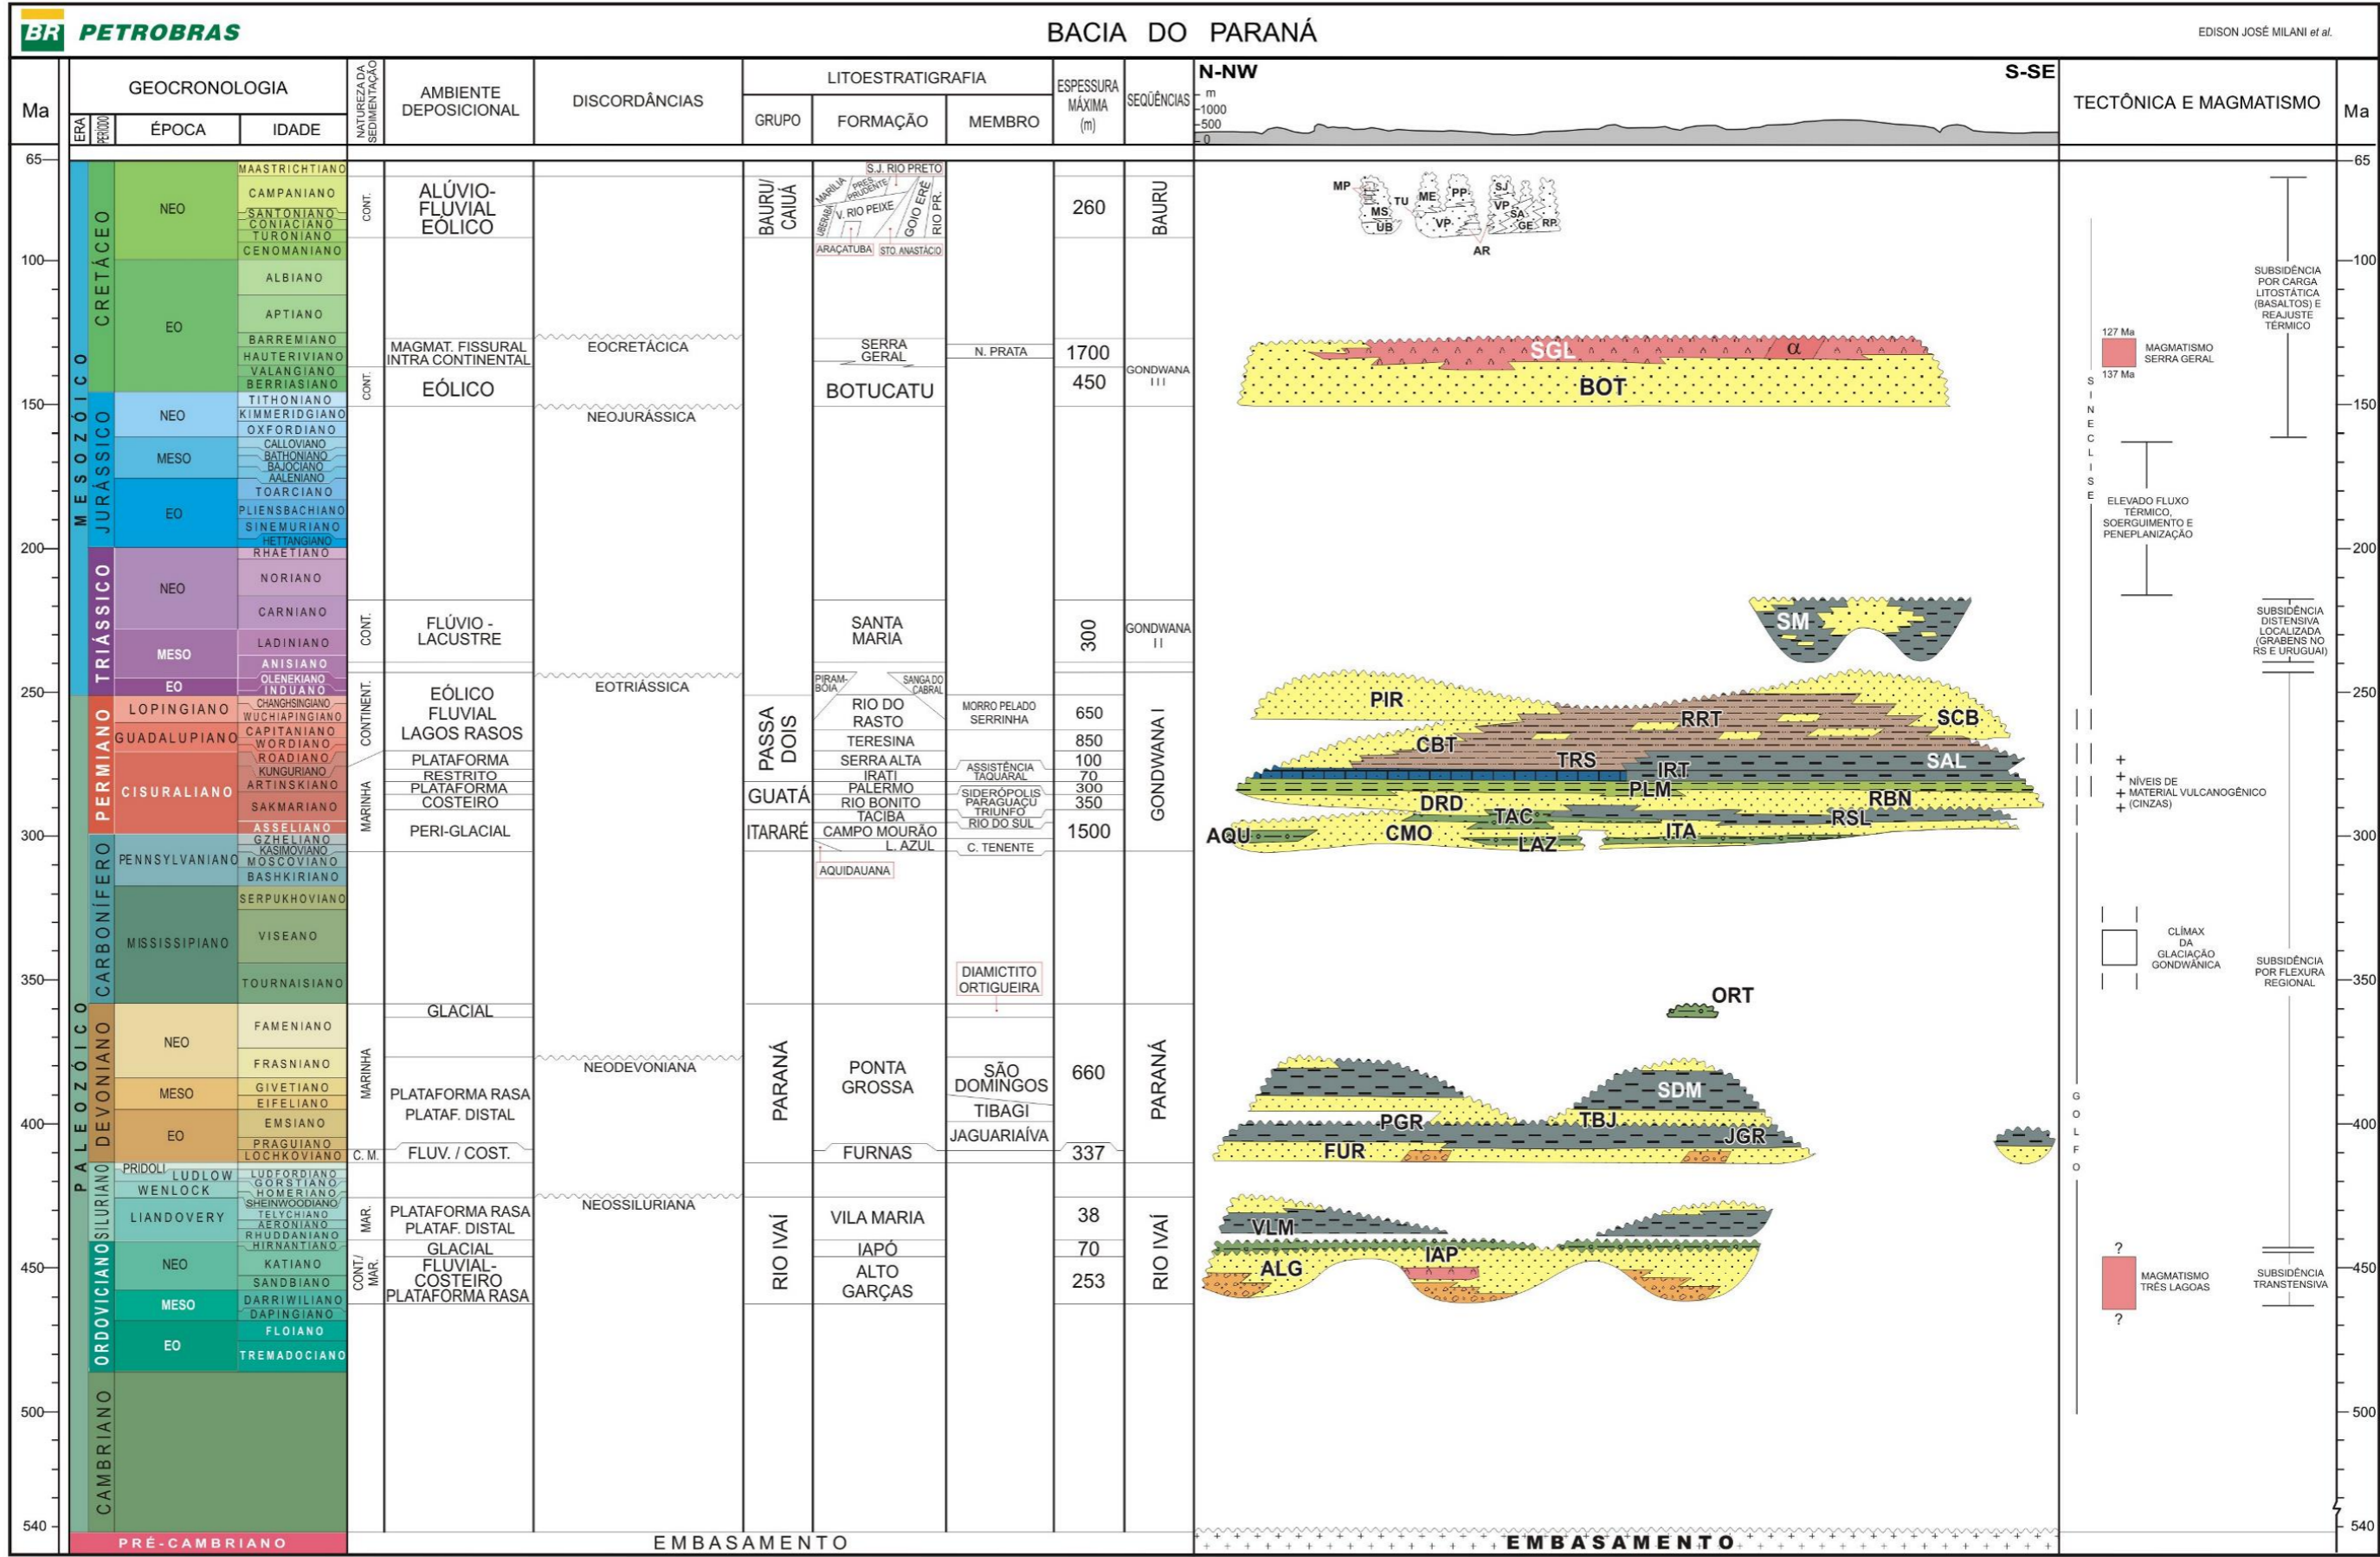 BR PETROBRAS
BACIA DO PARANÁ
EDISON JOSÉ MILANI et al.
Ma
GEOCRONOLOGIA
ERA
PERÍODO
ÉPOCA
IDADE
NATUREZA DA
SEDIMENTAÇÃO
AMBIENTE
DEPOSICIONAL
DISCORDÂNCIAS
LITOESTRATIGRAFIA
GRUPO
FORMAÇÃO
MEMBRO
ESPESSURA
MÁXIMA
(m)
SEQÜÊNCIAS
N-NW
S-SE
m
1000
500
0
TECTÔNICA E MAGMATISMO
Ma
65
100
150
200
250
300
350
400
450
500
540
MESOZÓICO
PALEOZÓICO
CRETÁCEO
JURÁSSICO
TRIÁSSICO
PERMIANO
CARBONÍFERO
DEVONIANO
SILURIANO
ORDOVICIANO
CAMBRIANO
PRÉ-CAMBRIANO
NEO
EO
NEO
MESO
EO
NEO
MESO
EO
LOPINGIANO
GUADALUPIANO
CISURALIANO
PENNSYLVANIANO
MISSISSIPIANO
NEO
MESO
EO
PRIDOLI
LUDLOW
WENLOCK
LIANDOVERY
NEO
MESO
EO
MAASTRICHTIANO
CAMPANIANO
SANTONIANO
CONIACIANO
TURONIANO
CENOMANIANO
ALBIANO
APTIANO
BARREMIANO
HAUTERIVIANO
VALANGIANO
BERRIASIANO
TITHONIANO
KIMMERIDGIANO
OXFORDIANO
CALLOVIANO
BATHONIANO
BAJOCIANO
AALENIANO
TOARCIANO
PLIENSBACHIANO
SINEMURIANO
HETTANGIANO
RHAETIANO
NORIANO
CARNIANO
LADINIANO
ANISIANO
OLENEKIANO
INDUANO
CHANGHSINGIANO
WUCHIAPINGIANO
CAPITANIANO
WORDIANO
ROADIANO
KUNGURIANO
ARTINSKIANO
SAKMARIANO
ASSELIANO
GZHELIANO
KASIMOVIANO
MOSCOVIANO
BASHKIRIANO
SERPUKHOVIANO
VISEANO
TOURNAISIANO
FAMENIANO
FRASNIANO
GIVETIANO
EIFELIANO
EMSIANO
PRAGUIANO
LOCHKOVIANO
LUDFORDIANO
GORSTIANO
HOMERIANO
SHEINWOODIANO
TELYCHIANO
AERONIANO
RHUDDANIANO
HIRNANTIANO
KATIANO
SANDBIANO
DARRIWILIANO
DAPINGIANO
FLOIANO
TREMADOCIANO
CONT.
CONT.
CONT.
CONTINENT.
MARINHA
MARINHA
C. M.
MAR.
CONT/
MAR.
ALÚVIO-
FLUVIAL
EÓLICO
MAGMAT. FISSURAL
INTRA CONTINENTAL
EÓLICO
FLÚVIO -
LACUSTRE
EÓLICO
FLUVIAL
LAGOS RASOS
PLATAFORMA
RESTRITO
PLATAFORMA
COSTEIRO
PERI-GLACIAL
GLACIAL
PLATAFORMA RASA
PLATAF. DISTAL
FLUV. / COST.
PLATAFORMA RASA
PLATAF. DISTAL
GLACIAL
FLUVIAL-
COSTEIRO
PLATAFORMA RASA
EOCRETÁCICA
NEOJURÁSSICA
EOTRIÁSSICA
NEODEVONIANA
NEOSSILURIANA
EMBASAMENTO
BAURU/
CAIUÁ
PASSA
DOIS
GUATÁ
ITARARÉ
PARANÁ
RIO IVAÍ
S.J. RIO PRETO
MARÍLIA
PRES.
PRUDENTE
UBERABA
V. RIO PEIXE
GOIO ERÊ
RIO PR.
ARAÇATUBA
STO. ANASTÁCIO
SERRA
GERAL
BOTUCATU
SANTA
MARIA
PIRAM-
BÓIA
SANGA DO
CABRAL
RIO DO
RASTO
TERESINA
SERRA ALTA
IRATI
PALERMO
RIO BONITO
TACIBA
CAMPO MOURÃO
L. AZUL
AQUIDAUANA
PONTA
GROSSA
FURNAS
VILA MARIA
IAPÓ
ALTO
GARÇAS
N. PRATA
MORRO PELADO
SERRINHA
ASSISTÊNCIA
TAQUARAL
SIDERÓPOLIS
PARAGUAÇÚ
TRIUNFO
RIO DO SUL
C. TENENTE
DIAMICTITO
ORTIGUEIRA
SÃO
DOMINGOS
TIBAGI
JAGUARIAÍVA
260
1700
450
300
650
850
100
70
300
350
1500
660
337
38
70
253
BAURU
GONDWANA
III
GONDWANA
II
GONDWANA I
PARANÁ
RIO IVAÍ
MP
MS
UB
TU
ME
PP
VP
SJ
VP
SA
GE
RP
AR
SGL
α
BOT
SM
PIR
RRT
SCB
CBT
TRS
IRT
SAL
PLM
DRD
RBN
TAC
RSL
AQU
CMO
ITA
LAZ
ORT
SDM
PGR
TBJ
JGR
FUR
VLM
IAP
ALG
EMBASAMENTO
SINECLISE
GOLFO
127 Ma
137 Ma
MAGMATISMO
SERRA GERAL
SUBSIDÊNCIA
POR CARGA
LITOSTÁTICA
(BASALTOS) E
REAJUSTE
TÉRMICO
ELEVADO FLUXO
TÉRMICO,
SOERGUIMENTO E
PENEPLANIZAÇÃO
SUBSIDÊNCIA
DISTENSIVA
LOCALIZADA
(GRABENS NO
RS E URUGUAI)
NÍVEIS DE
MATERIAL VULCANOGÊNICO
(CINZAS)
CLÍMAX
DA
GLACIAÇÃO
GONDWÂNICA
SUBSIDÊNCIA
POR FLEXURA
REGIONAL
?
MAGMATISMO
TRÊS LAGOAS
?
SUBSIDÊNCIA
TRANSTENSIVA
65
100
150
200
250
300
350
400
450
500
540